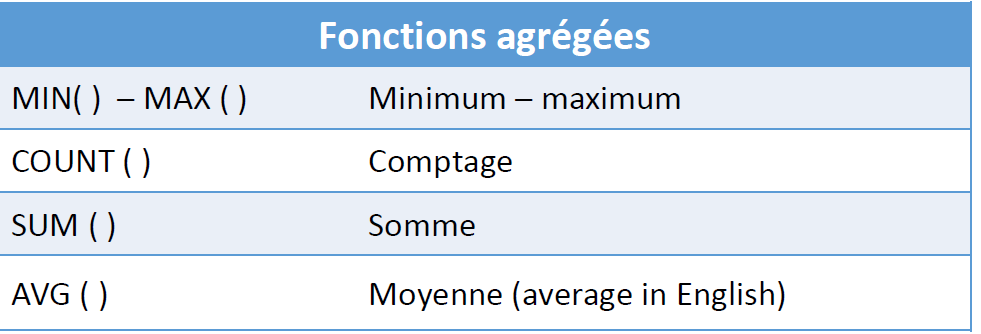 Fonctions agrégées
MIN( ) – MAX ( ) Minimum – maximum
COUNT ( ) Comptage
SUM ( ) Somme
AVG ( ) Moyenne (average in English)